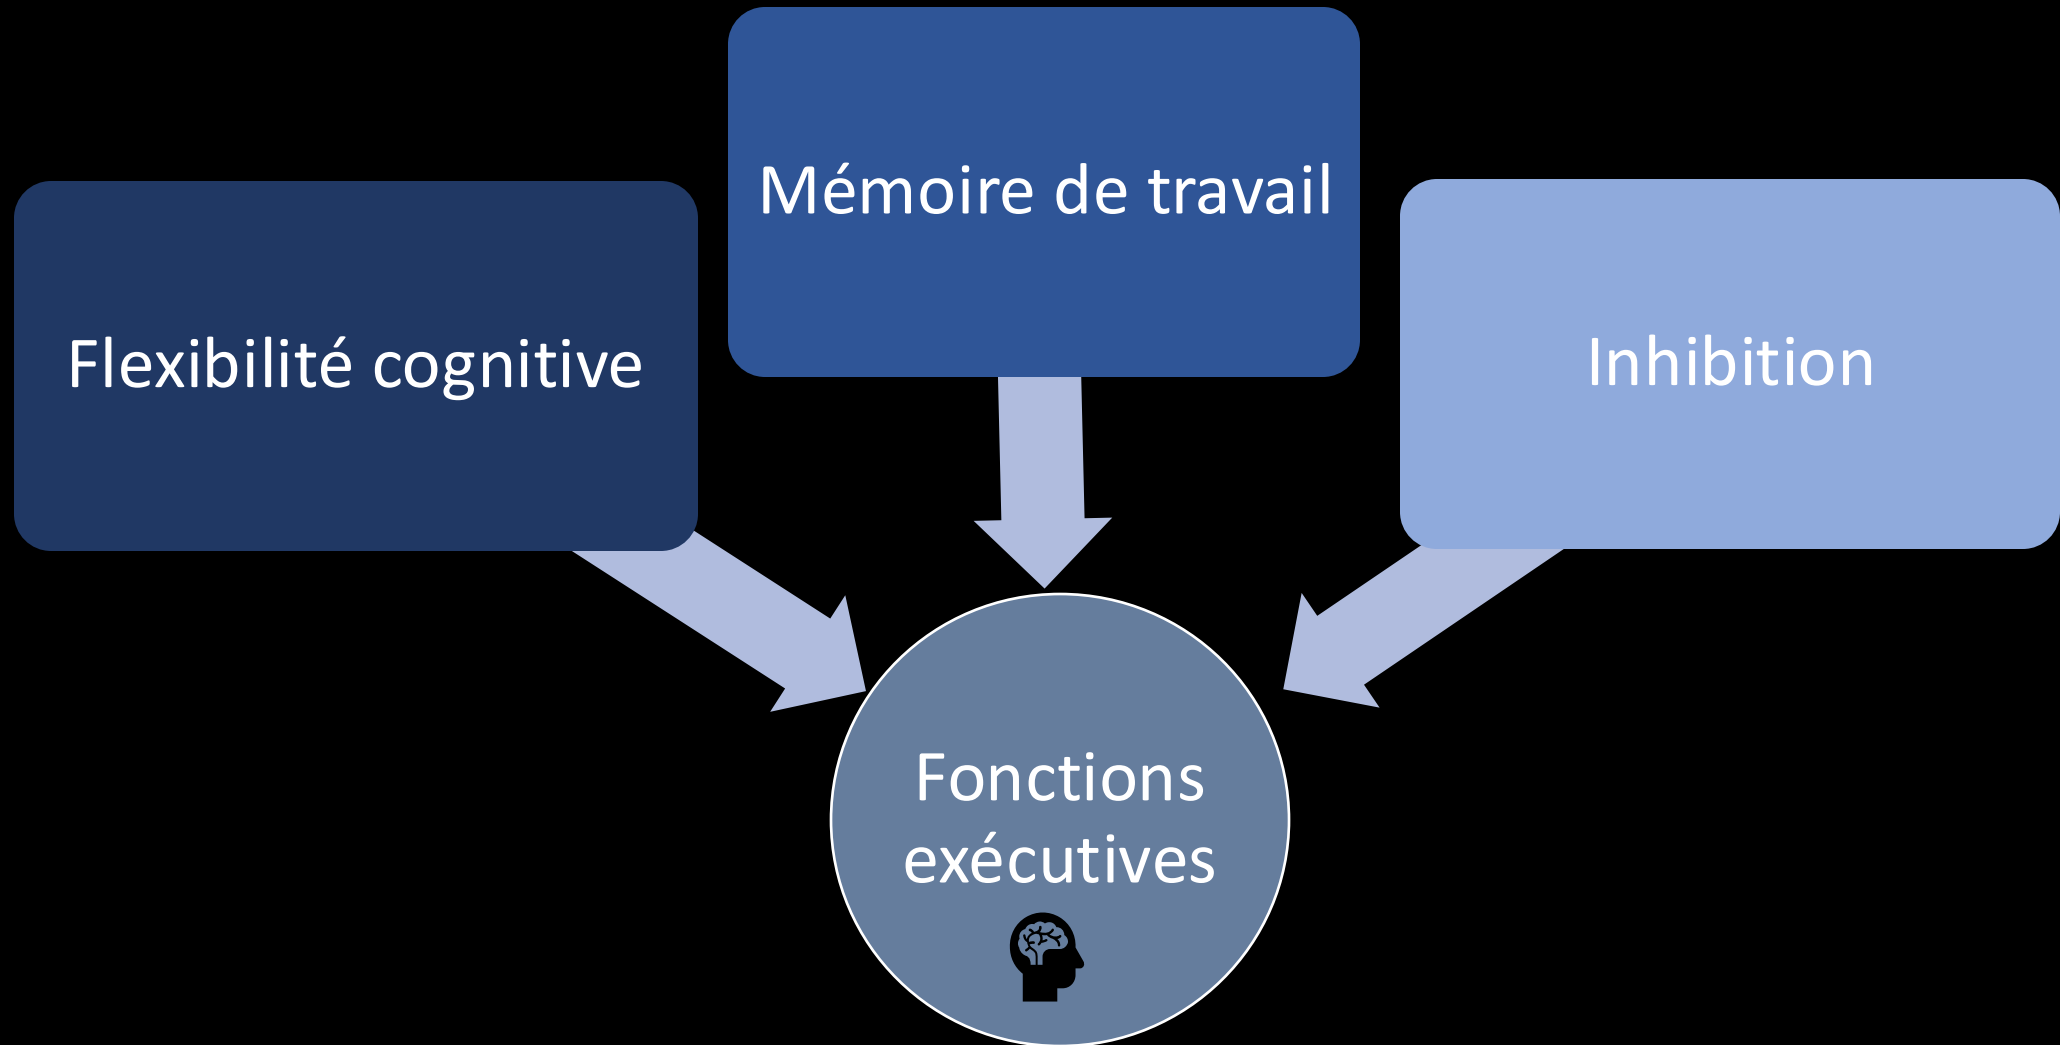 Mémoire de travail
Flexibilité cognitive
Inhibition
Fonctions
exécutives